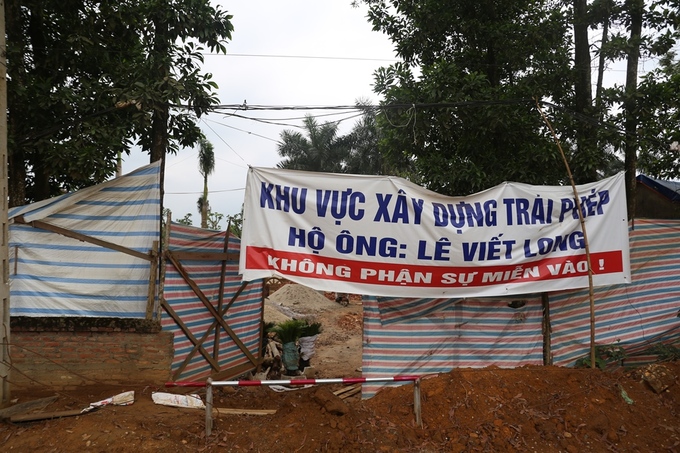 KHU VỰC XÂY DỰNG TRÁI PHÉP
HỘ ÔNG: LÊ VIẾT LONG
KHÔNG PHẬN SỰ MIỄN VÀO !